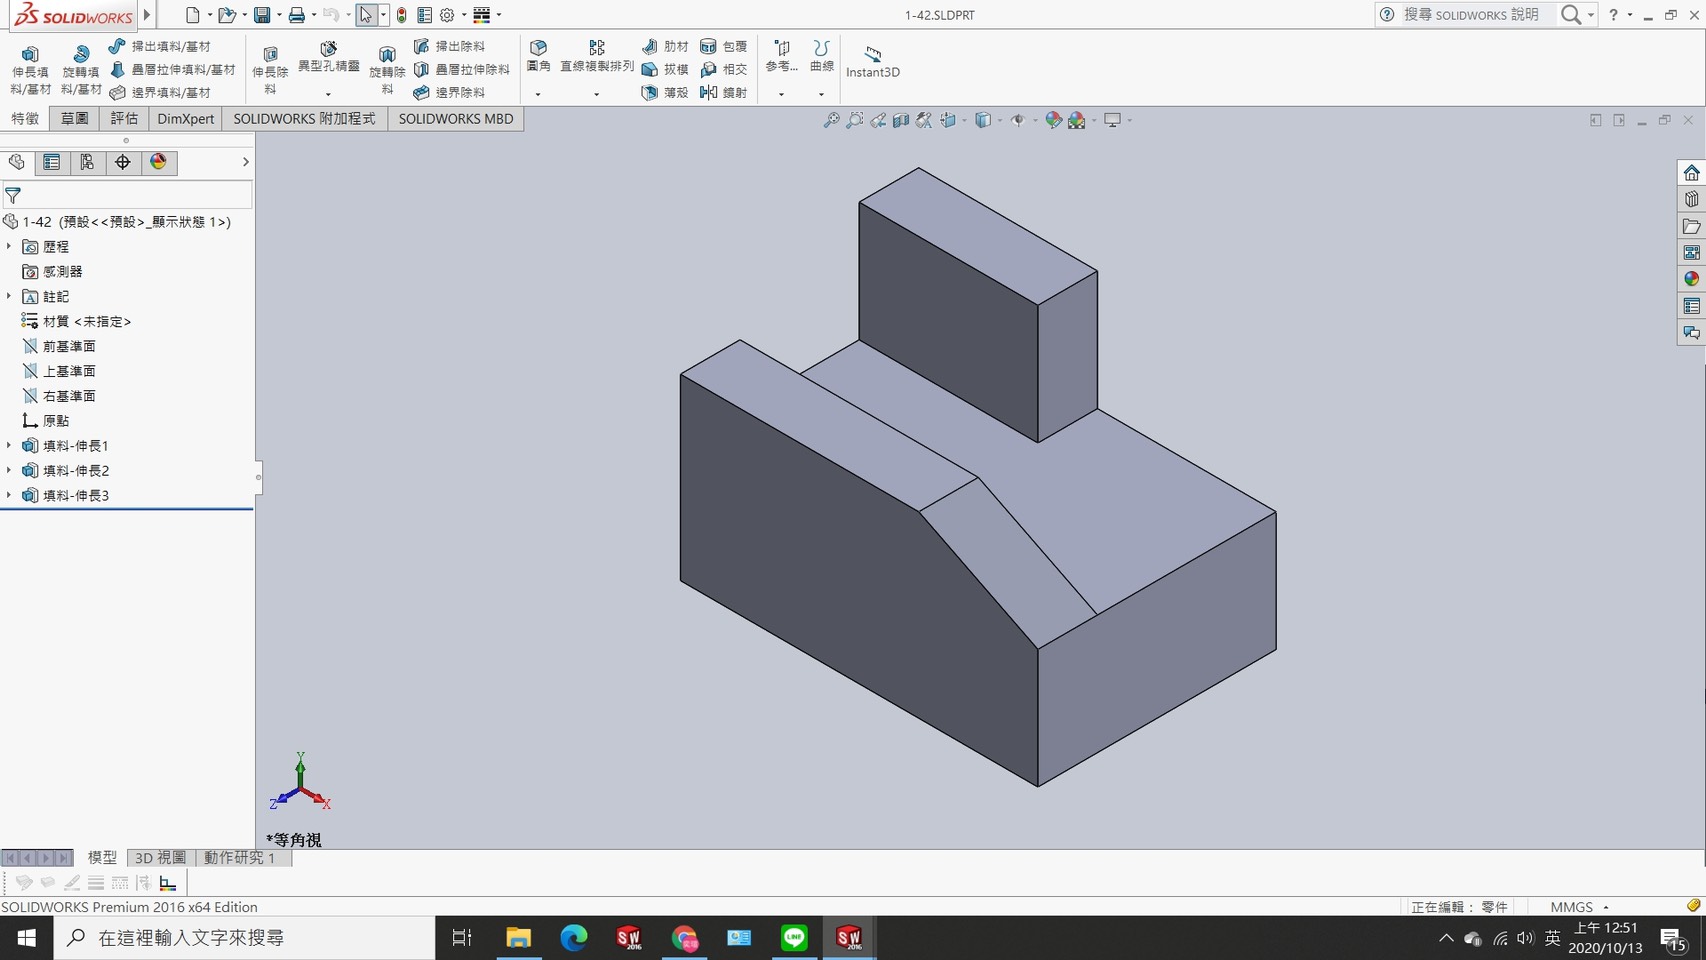 SOLIDWORKS
1-42.SLDPRT
搜尋 SOLIDWORKS 說明
伸長填料/基材
旋轉填料/基材
掃出填料/基材
疊層拉伸填料/基材
邊界填料/基材
伸長除料
異型孔精靈
旋轉除料
掃出除料
疊層拉伸除料
邊界除料
圓角
直線複製排列
肋材
拔模
薄殼
包覆
相交
鏡射
參考...
曲線
Instant3D
特徵
草圖
評估
DimXpert
SOLIDWORKS 附加程式
SOLIDWORKS MBD
1-42 (預設<<預設>_顯示狀態 1>)
歷程
感測器
註記
材質 <未指定>
前基準面
上基準面
右基準面
原點
填料-伸長1
填料-伸長2
填料-伸長3
Y
Z
X
*等角視
模型
3D 視圖
動作研究 1
SOLIDWORKS Premium 2016 x64 Edition
正在編輯： 零件
MMGS
在這裡輸入文字來搜尋
SW 2016
LINE
SW 2016
英
上午 12:51
2020/10/13
15